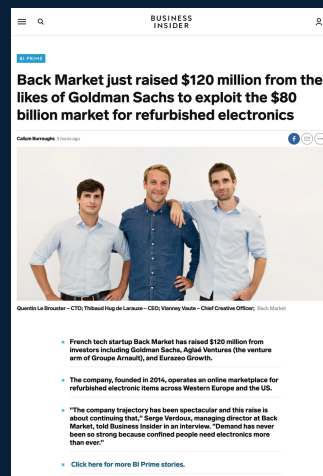 BUSINESS
INSIDER
BI PRIME
Back Market just raised $120 million from the
likes of Goldman Sachs to exploit the $80
billion market for refurbished electronics
Callum Burroughs 5 hours ago
Quentin Le Brouster – CTO; Thibaud Hug de Larauze – CEO; Vianney Vaute – Chief Creative Officer; Back Market
French tech startup Back Market has raised $120 million from
investors including Goldman Sachs, Aglaé Ventures (the venture
arm of Groupe Arnault), and Eurazeo Growth.
The company, founded in 2014, operates an online marketplace for
refurbished electronic items across Western Europe and the US.
"The company trajectory has been spectacular and this raise is
about continuing that," Serge Verdoux, managing director at Back
Market, told Business Insider in an interview. "Demand has never
been so strong because confined people need electronics more
than ever."
Click here for more BI Prime stories.